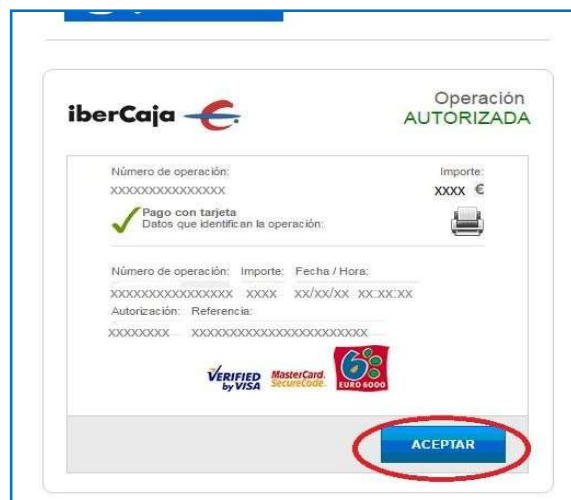 iberCaja
Operación
AUTORIZADA
Número de operación:
Importe:
xxxxxxxxxxxxxxx
xxxx €
Pago con tarjeta
Datos que identifican la operación:
Número de operación: Importe: Fecha / Hora:
xxxxxxxxxxxxxxxx xxxx xx/xx/xx xx:xx:xx
Autorización: Referencia:
xxxxxxxx xxxxxxxxxxxxxxxxxxxxxxx
VERIFIED
by VISA
MasterCard.
SecureCode.
6
EURO 6000
ACEPTAR